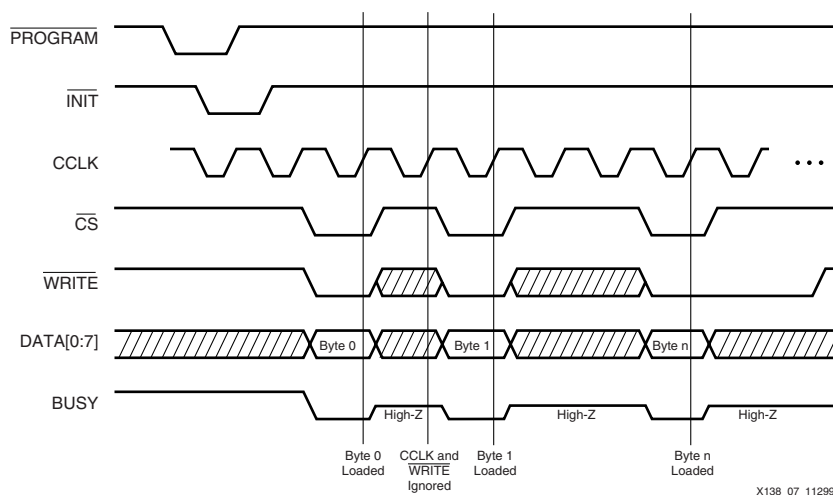 PROGRAM
INIT
CCLK
CS
WRITE
DATA[0:7]
Byte 0
Byte 1
Byte n
BUSY
High-Z
High-Z
High-Z
Byte 0
Loaded
CCLK and
WRITE
Ignored
Byte 1
Loaded
Byte n
Loaded
X138_07_11299